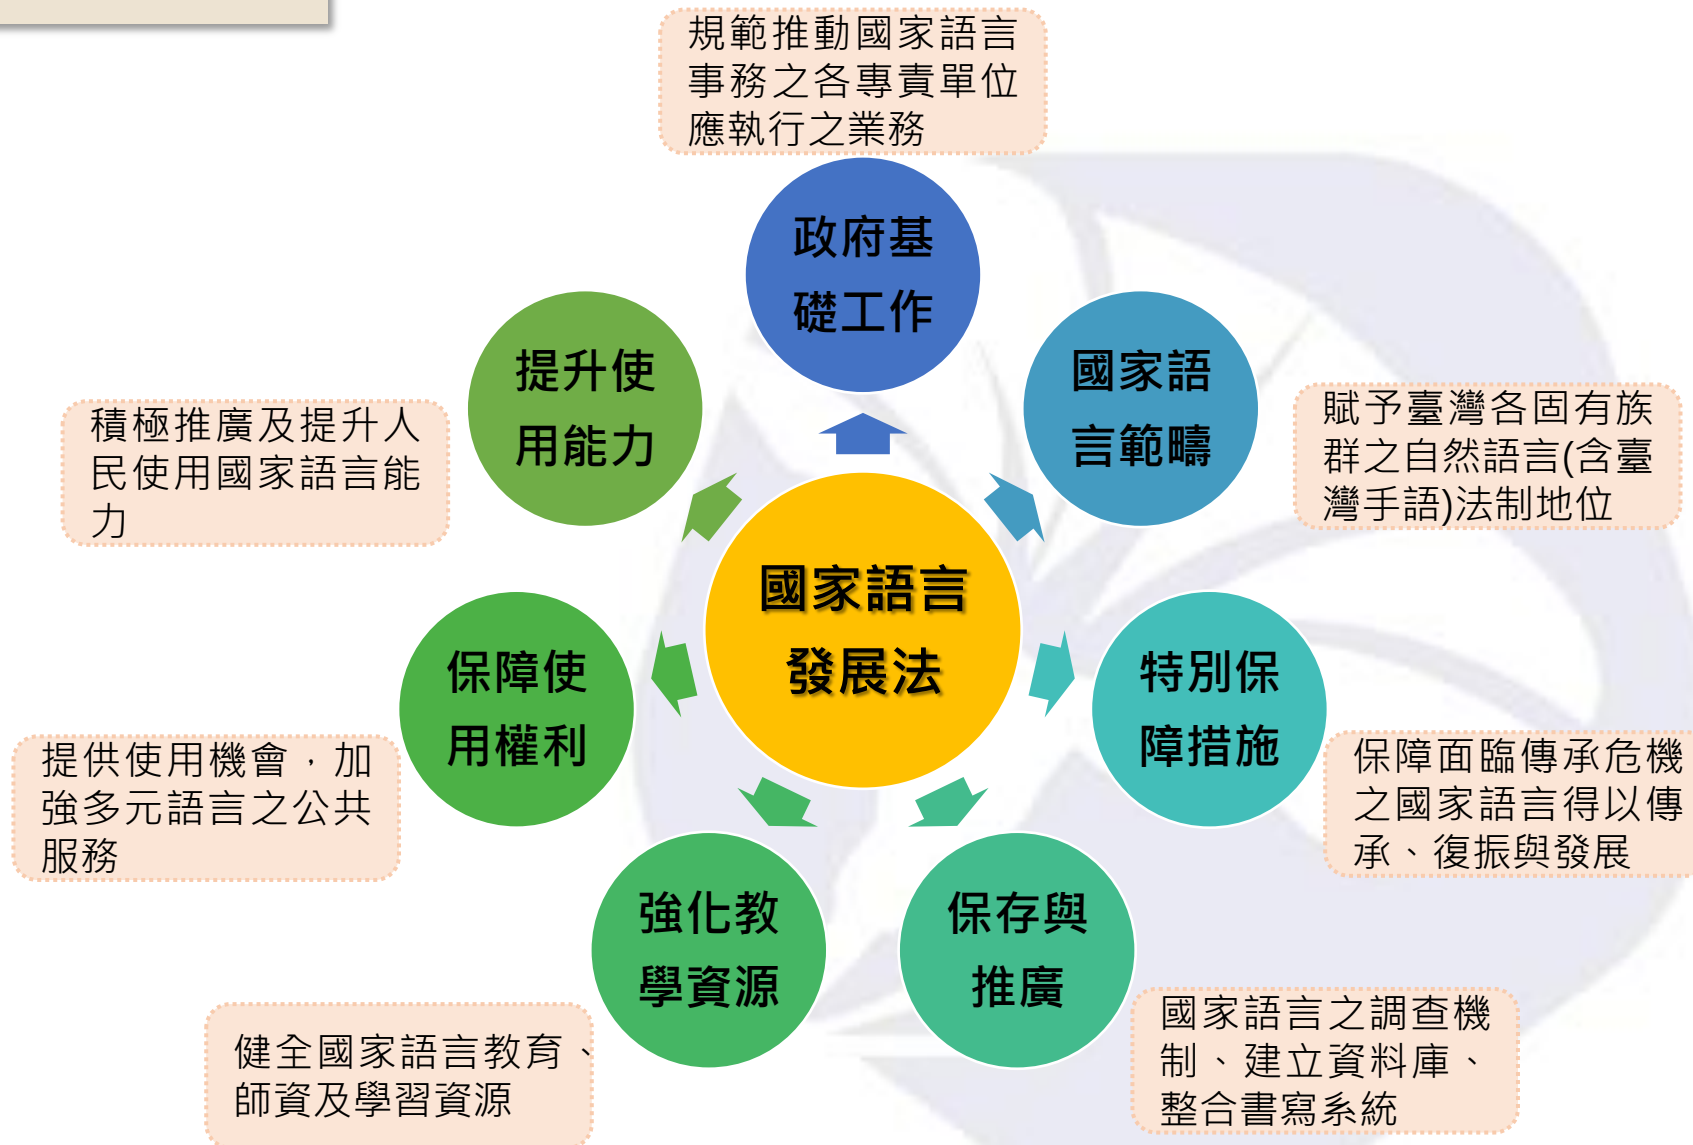 規範推動國家語言
事務之各專責單位
應執行之業務
政府基
礎工作
國家語
言範疇
賦予臺灣各固有族
群之自然語言(含臺
灣手語)法制地位
特別保
障措施
保障面臨傳承危機
之國家語言得以傳
承、復振與發展
保存與
推廣
國家語言之調查機
制、建立資料庫、
整合書寫系統
強化教
學資源
健全國家語言教育、
師資及學習資源
保障使
用權利
提供使用機會，加
強多元語言之公共
服務
提升使
用能力
積極推廣及提升人
民使用國家語言能
力
國家語言
發展法